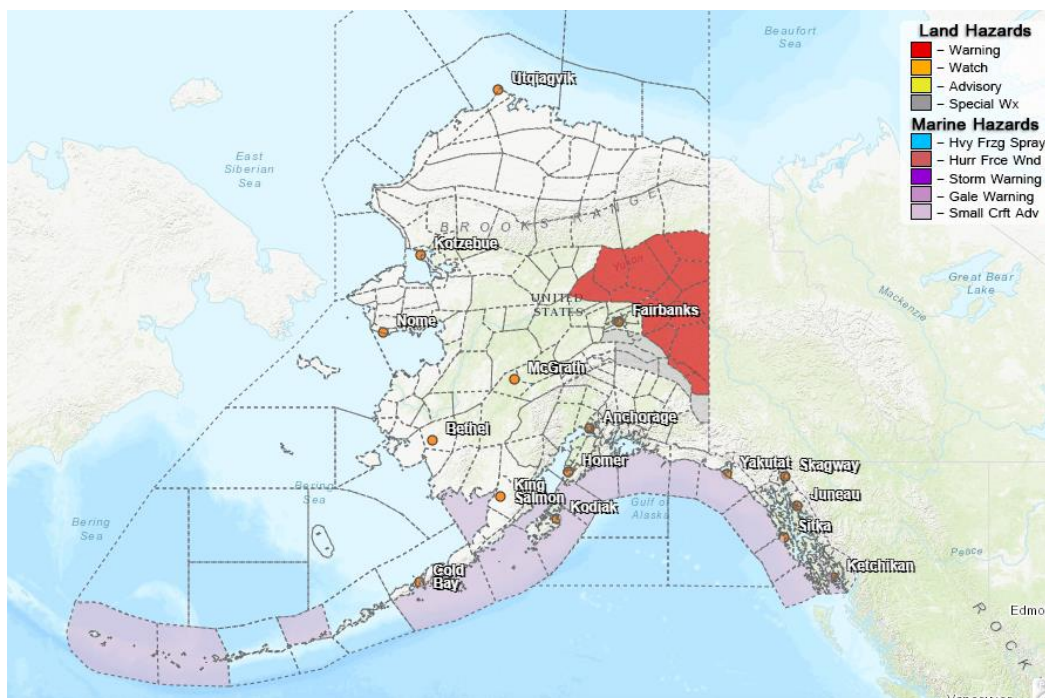 Beaufort
Sea
Land Hazards
– Warning
– Watch
– Advisory
– Special Wx
Marine Hazards
– Hvy Frzg Spray
– Hurr Frce Wnd
– Storm Warning
– Gale Warning
– Small Crft Adv
Utqiagvik
East
Siberian
Sea
BROOKS RANGE
Kotzebue
Yukon
Great Bear
Lake
Mackenzie
UNITED
STATES
Fairbanks
Nome
McGrath
Anchorage
Bethel
Homer
Yakutat
Skagway
King
Salmon
Juneau
Bering
Sea
Kodiak
Gulf of
Alaska
Bering
Sea
Sitka
Peace
Cold
Bay
Ketchikan
ROCK
Edmo
Vancouver